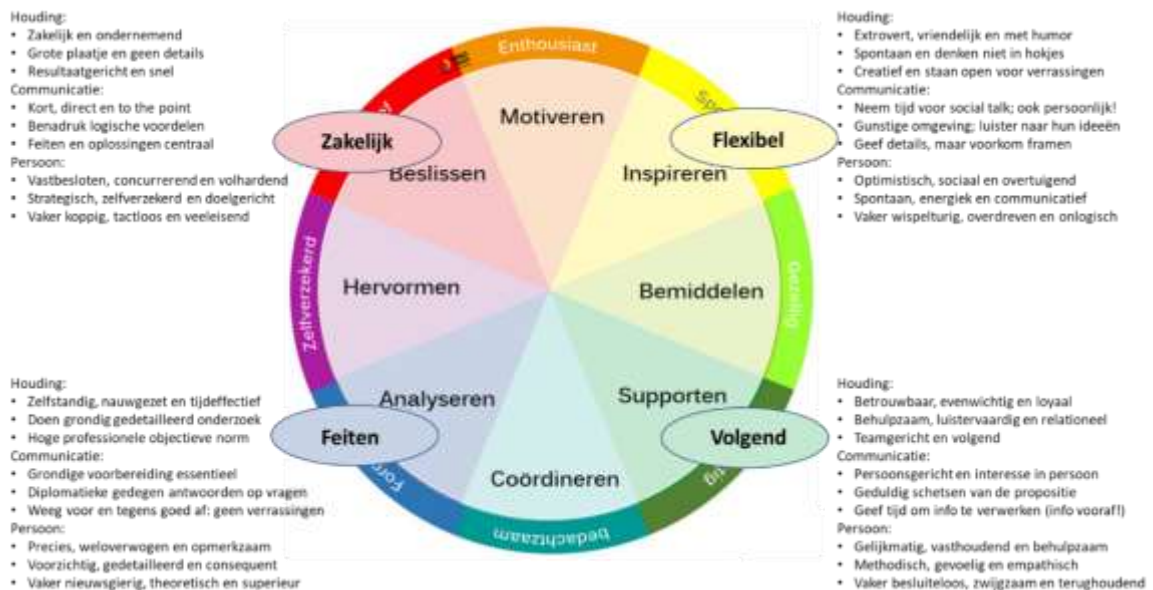 Houding:
• Zakelijk en ondernemend
• Grote plaatje en geen details
• Resultaatgericht en snel
Communicatie:
• Kort, direct en to the point
• Benadruk logische voordelen
• Feiten en oplossingen centraal
Persoon:
• Vastbesloten, concurrerend en volhardend
• Strategisch, zelfverzekerd en doelgericht
• Vaker koppig, tactloos en veeleisend
Enthousiast
Motiveren
Zakelijk
Beslissen
Flexibel
Inspireren
Zelfverzekerd
Hervormen
Bemiddelen
Gezellig
Analyseren
Feiten
Supporten
Volgend
Coördineren
bedachtzaam
Houding:
• Extrovert, vriendelijk en met humor
• Spontaan en denken niet in hokjes
• Creatief en staan open voor verrassingen
Communicatie:
• Neem tijd voor social talk; ook persoonlijk!
• Gunstige omgeving; luister naar hun ideeën
• Geef details, maar voorkom framen
Persoon:
• Optimistisch, sociaal en overtuigend
• Spontaan, energiek en communicatief
• Vaker wispelturig, overdreven en onlogisch
Houding:
• Zelfstandig, nauwgezet en tijdeffectief
• Doen grondig gedetailleerd onderzoek
• Hoge professionele objectieve norm
Communicatie:
• Grondige voorbereiding essentieel
• Diplomatieke gedegen antwoorden op vragen
• Weeg voor en tegens goed af: geen verrassingen
Persoon:
• Precies, weloverwogen en opmerkzaam
• Voorzichtig, gedetailleerd en consequent
• Vaker nieuwsgierig, theoretisch en superieur
Houding:
• Betrouwbaar, evenwichtig en loyaal
• Behulpzaam, luistervaardig en relationeel
• Teamgericht en volgend
Communicatie:
• Persoonsgericht en interesse in persoon
• Geduldig schetsen van de propositie
• Geef tijd om info te verwerken (info vooraf!)
Persoon:
• Gelijkmatig, vasthoudend en behulpzaam
• Methodisch, gevoelig en empathisch
• Vaker besluiteloos, zwijgzaam en terughoudend